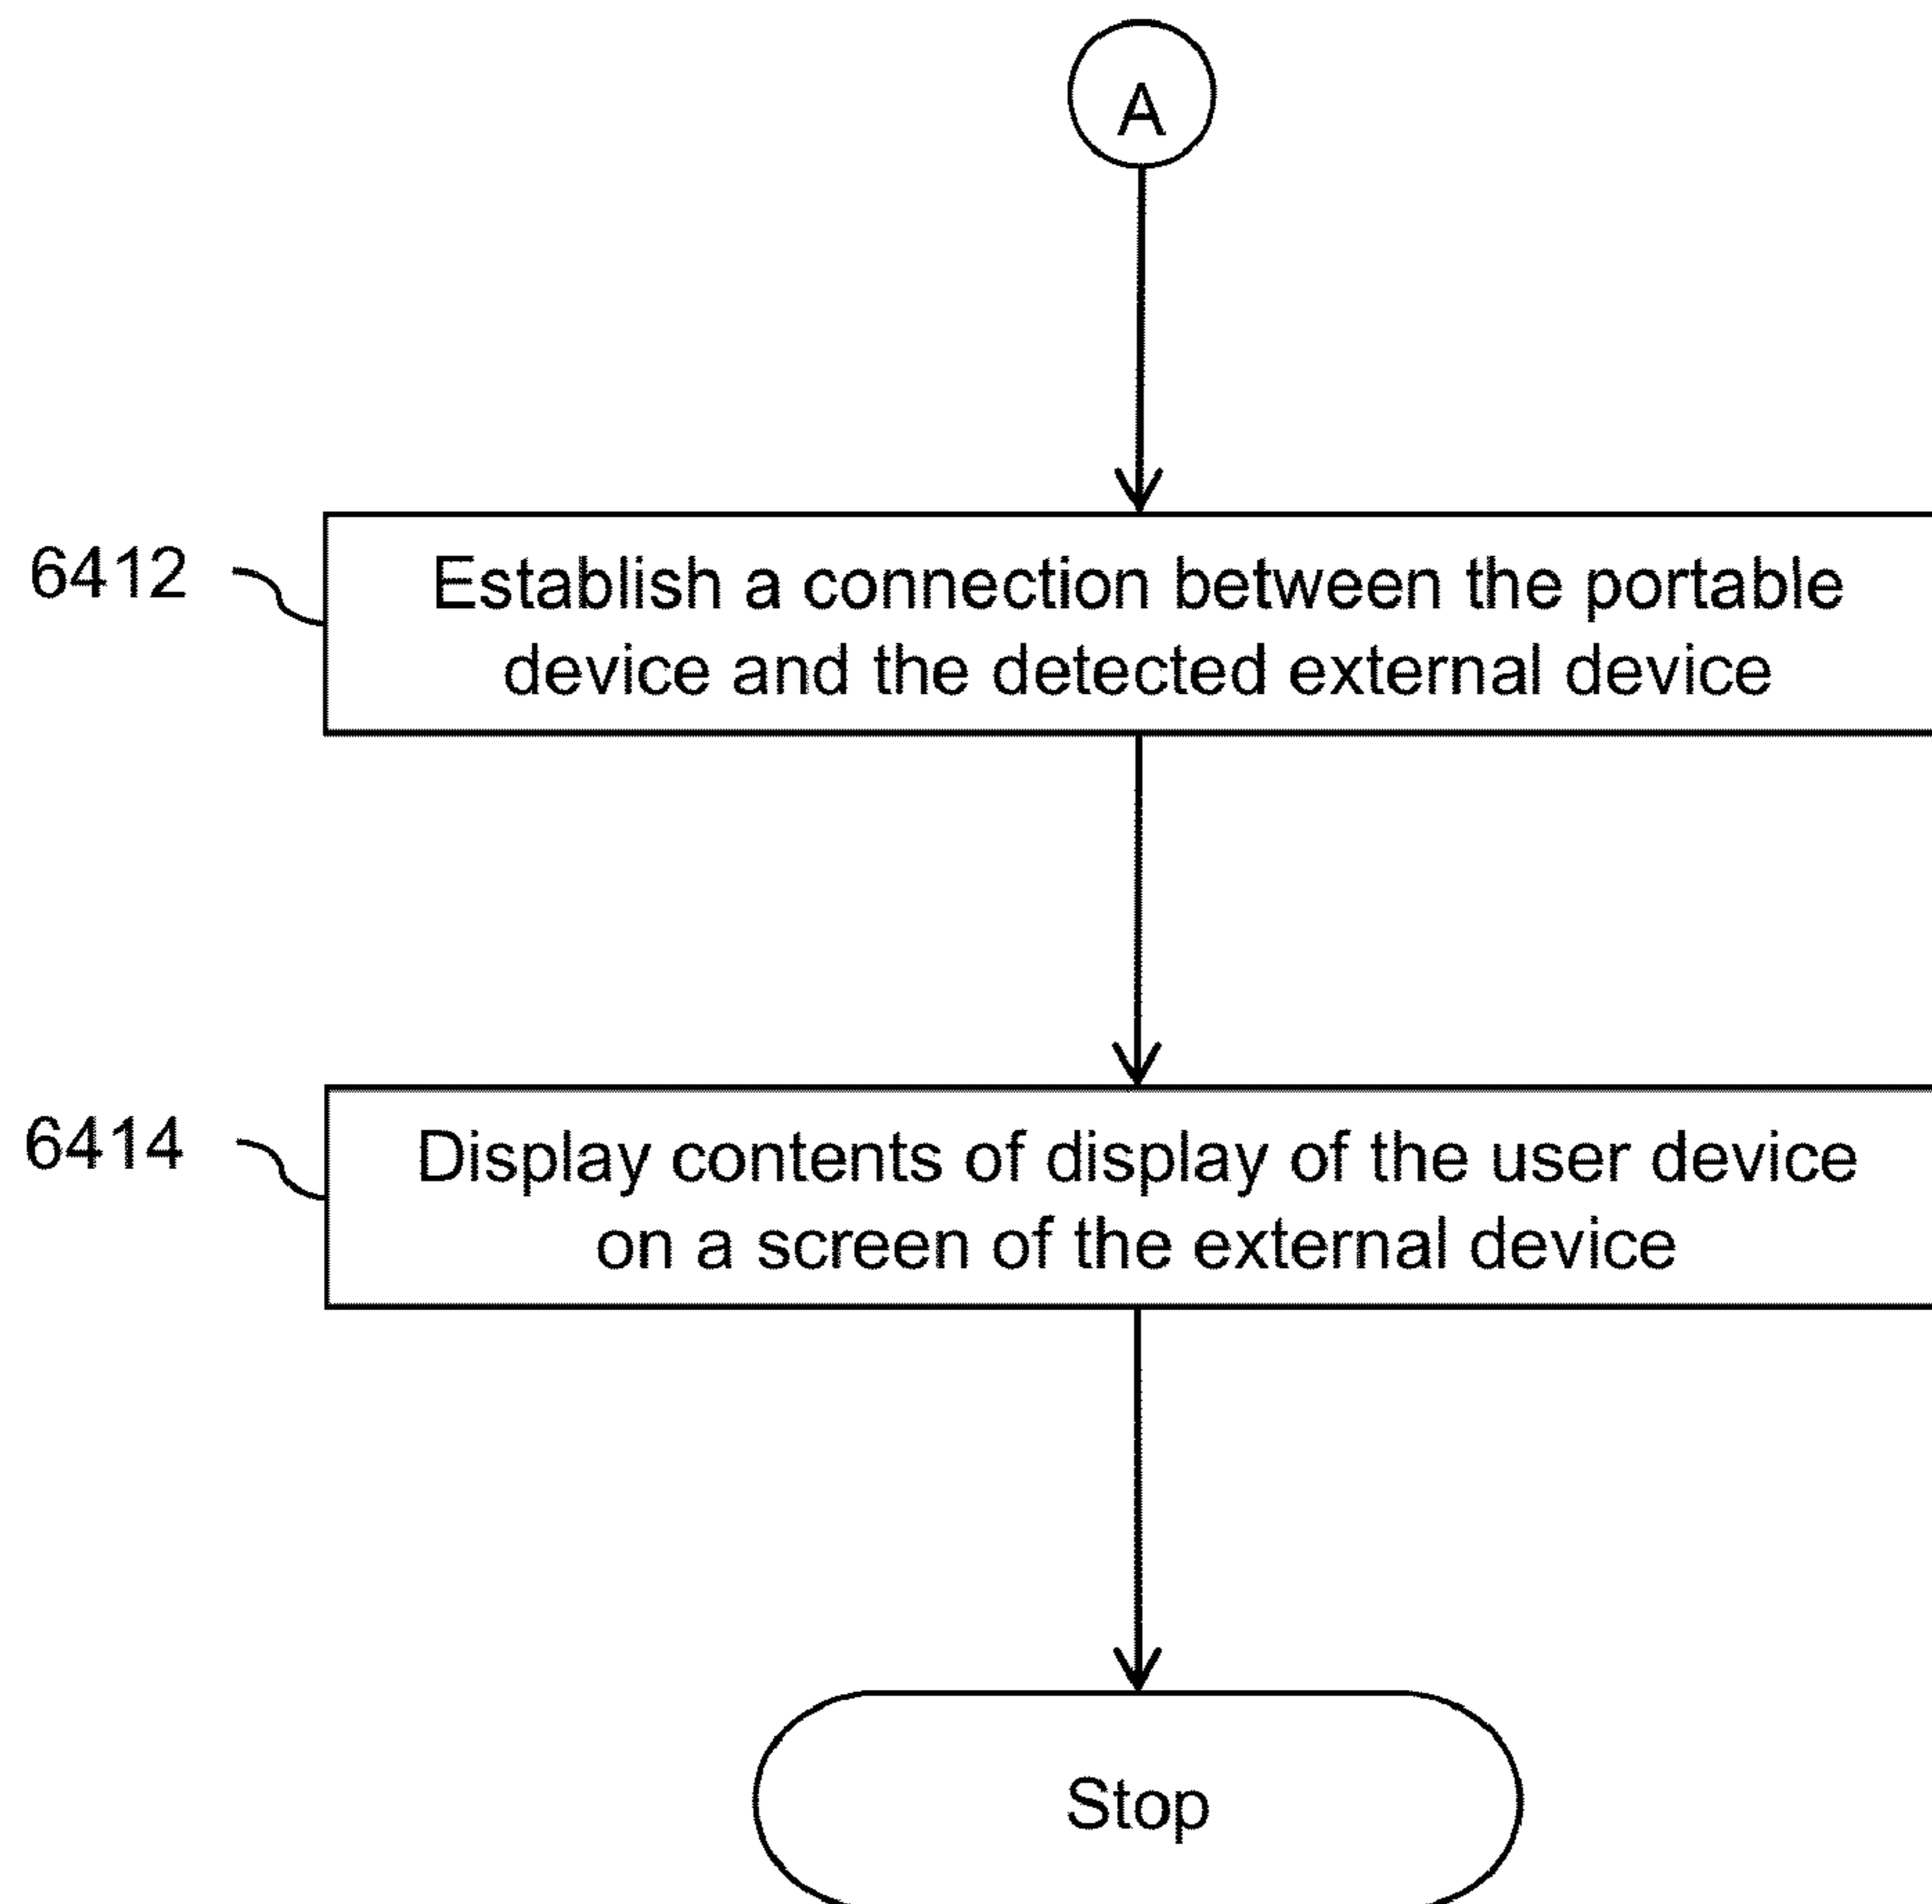 A
6412
Establish a connection between the portable
device and the detected external device
6414
Display contents of display of the user device
on a screen of the external device
Stop